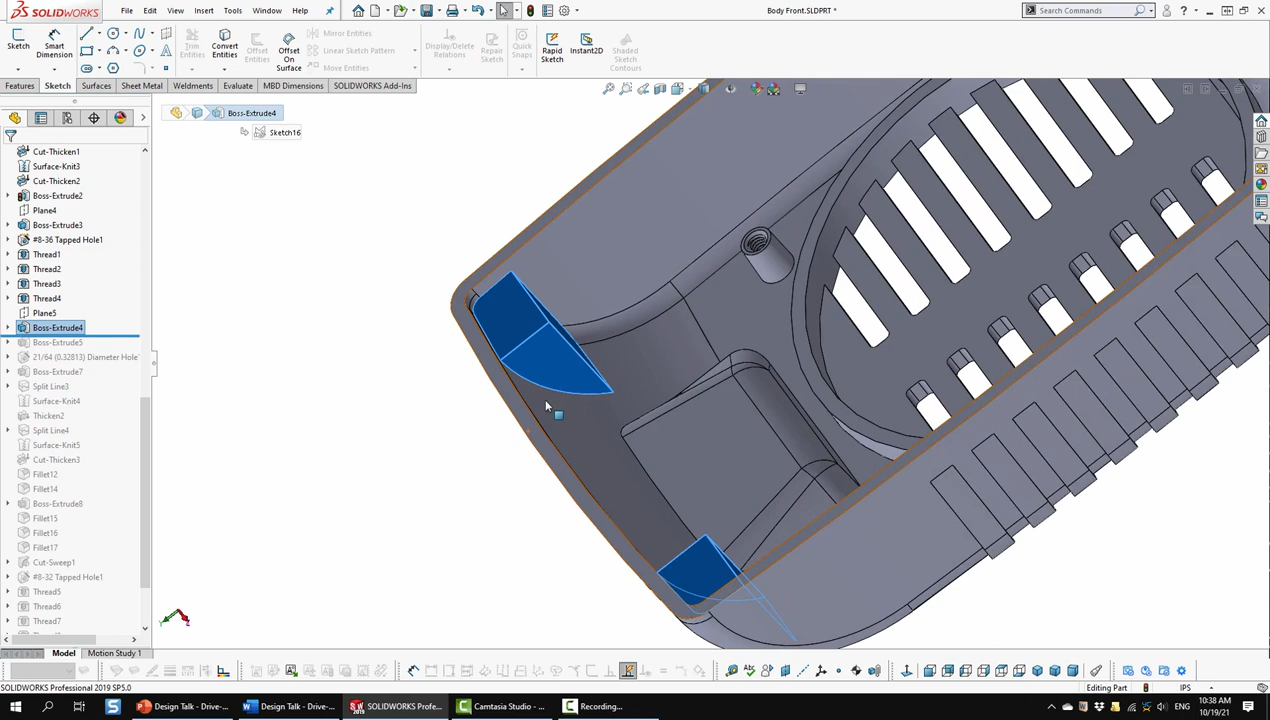 SOLIDWORKS
File
Edit
View
Insert
Tools
Window
Help
Body Front.SLDPRT *
Search Commands
Sketch
Smart Dimension
Trim Entities
Convert Entities
Offset Entities
Offset On Surface
Mirror Entities
Linear Sketch Pattern
Move Entities
Display/Delete Relations
Repair Sketch
Quick Snaps
Rapid Sketch
Instant2D
Shaded Sketch Contours
Features
Sketch
Surfaces
Sheet Metal
Weldments
Evaluate
MBD Dimensions
SOLIDWORKS Add-Ins
Boss-Extrude4
Sketch16
Cut-Thicken1
Surface-Knit3
Cut-Thicken2
Boss-Extrude2
Plane4
Boss-Extrude3
#8-36 Tapped Hole1
Thread1
Thread2
Thread3
Thread4
Plane5
Boss-Extrude4
Boss-Extrude5
21/64 (0.32813) Diameter Hole
Boss-Extrude7
Split Line3
Surface-Knit4
Thicken2
Split Line4
Surface-Knit5
Cut-Thicken3
Fillet12
Fillet14
Boss-Extrude8
Fillet15
Fillet16
Fillet17
Cut-Sweep1
#8-32 Tapped Hole1
Thread5
Thread6
Thread7
Model
Motion Study 1
SOLIDWORKS Professional 2019 SP5.0
Editing Part
IPS
Design Talk - Drive-...
Design Talk - Drive-...
SOLIDWORKS Profe...
Camtasia Studio - ...
Recording...
10:38 AM
10/19/21